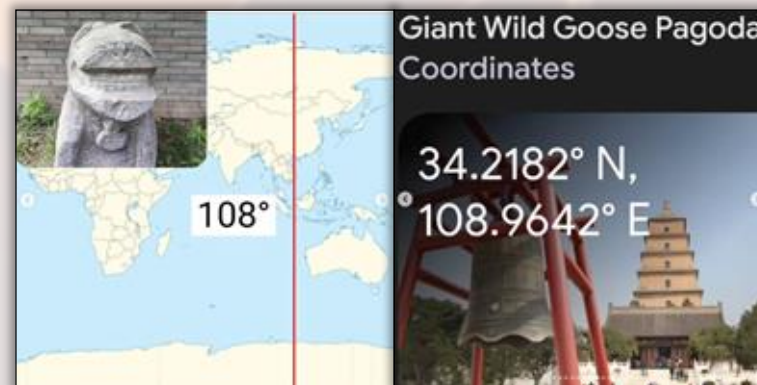 108°
Giant Wild Goose Pagoda
Coordinates
34.2182° N,
108.9642° E